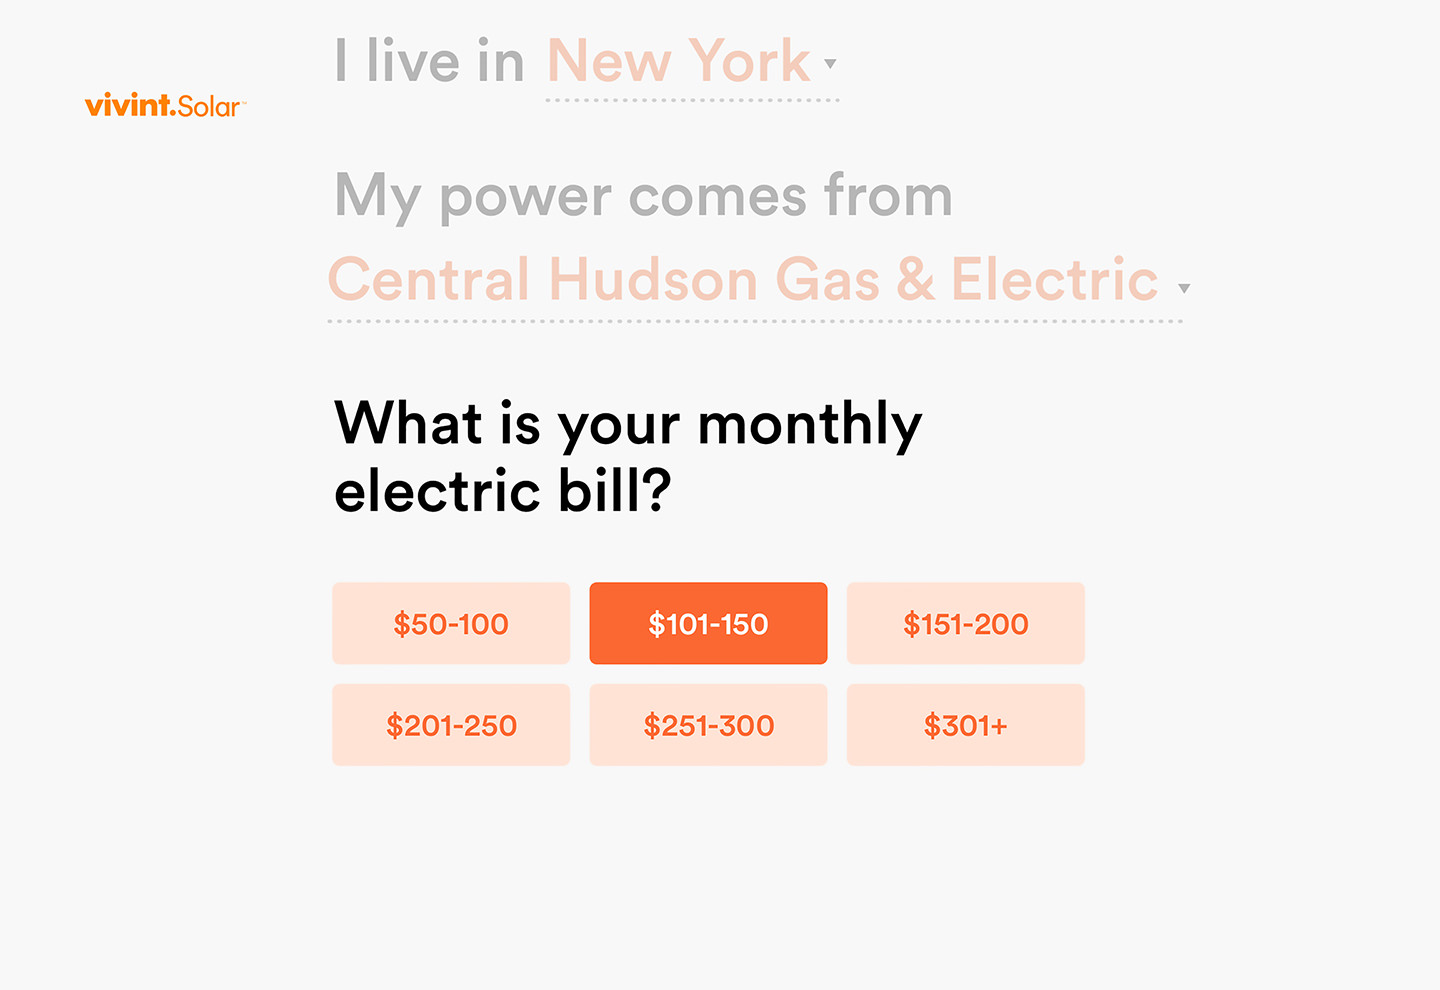 I live in New York
vivint.Solar™
My power comes from
Central Hudson Gas & Electric
What is your monthly
electric bill?
$50-100
$101-150
$151-200
$201-250
$251-300
$301+